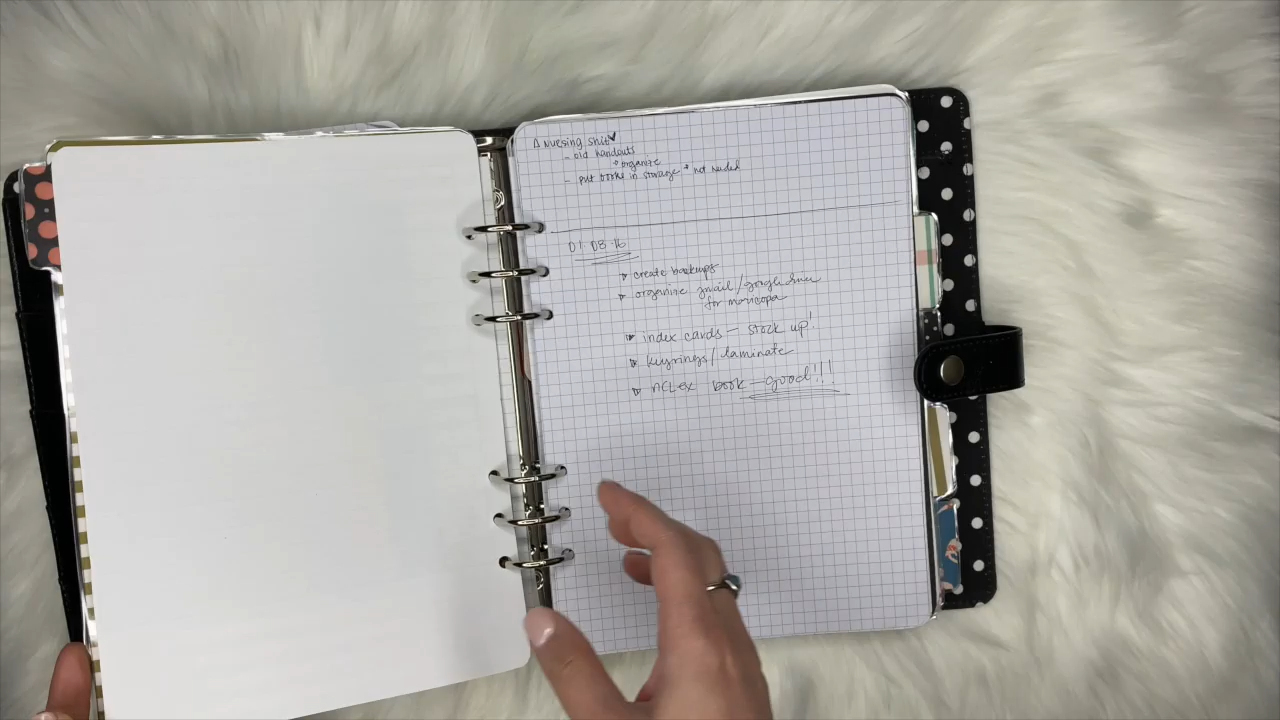 Δ Nursing shit ✓
- old handouts
* organize
- put books in storage * not needed
01.08.16
create backups
organize gmail/google drive
for maricopa
index cards – stock up!
keyrings/laminate
NCLEX book – good!!!